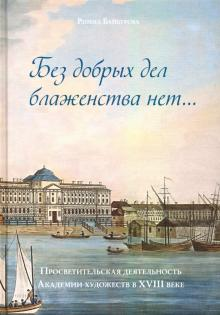 Римма Байбурова
Без добрых дел
блаженства нет...
Просветительская деятельность
Академии художеств в XVIII веке